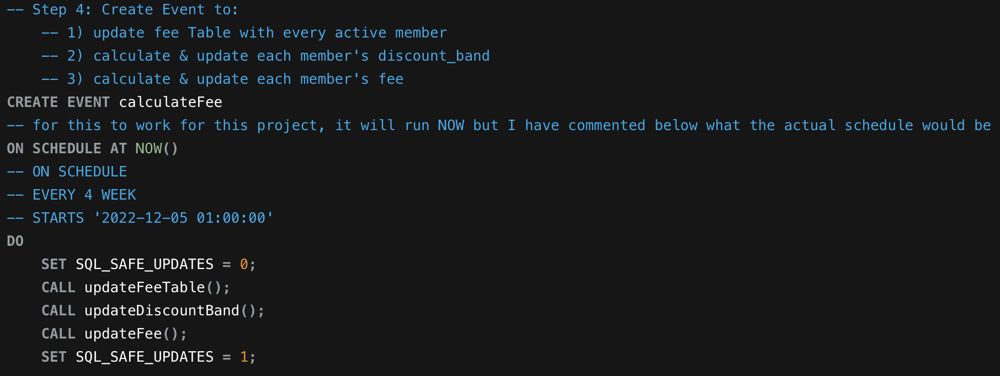 -- Step 4: Create Event to:
    -- 1) update fee Table with every active member
    -- 2) calculate & update each member's discount_band
    -- 3) calculate & update each member's fee
CREATE EVENT calculateFee
-- for this to work for this project, it will run NOW but I have commented below what the actual schedule would be
ON SCHEDULE AT NOW()
-- ON SCHEDULE
-- EVERY 4 WEEK
-- STARTS '2022-12-05 01:00:00'
DO
    SET SQL_SAFE_UPDATES = 0;
    CALL updateFeeTable();
    CALL updateDiscountBand();
    CALL updateFee();
    SET SQL_SAFE_UPDATES = 1;